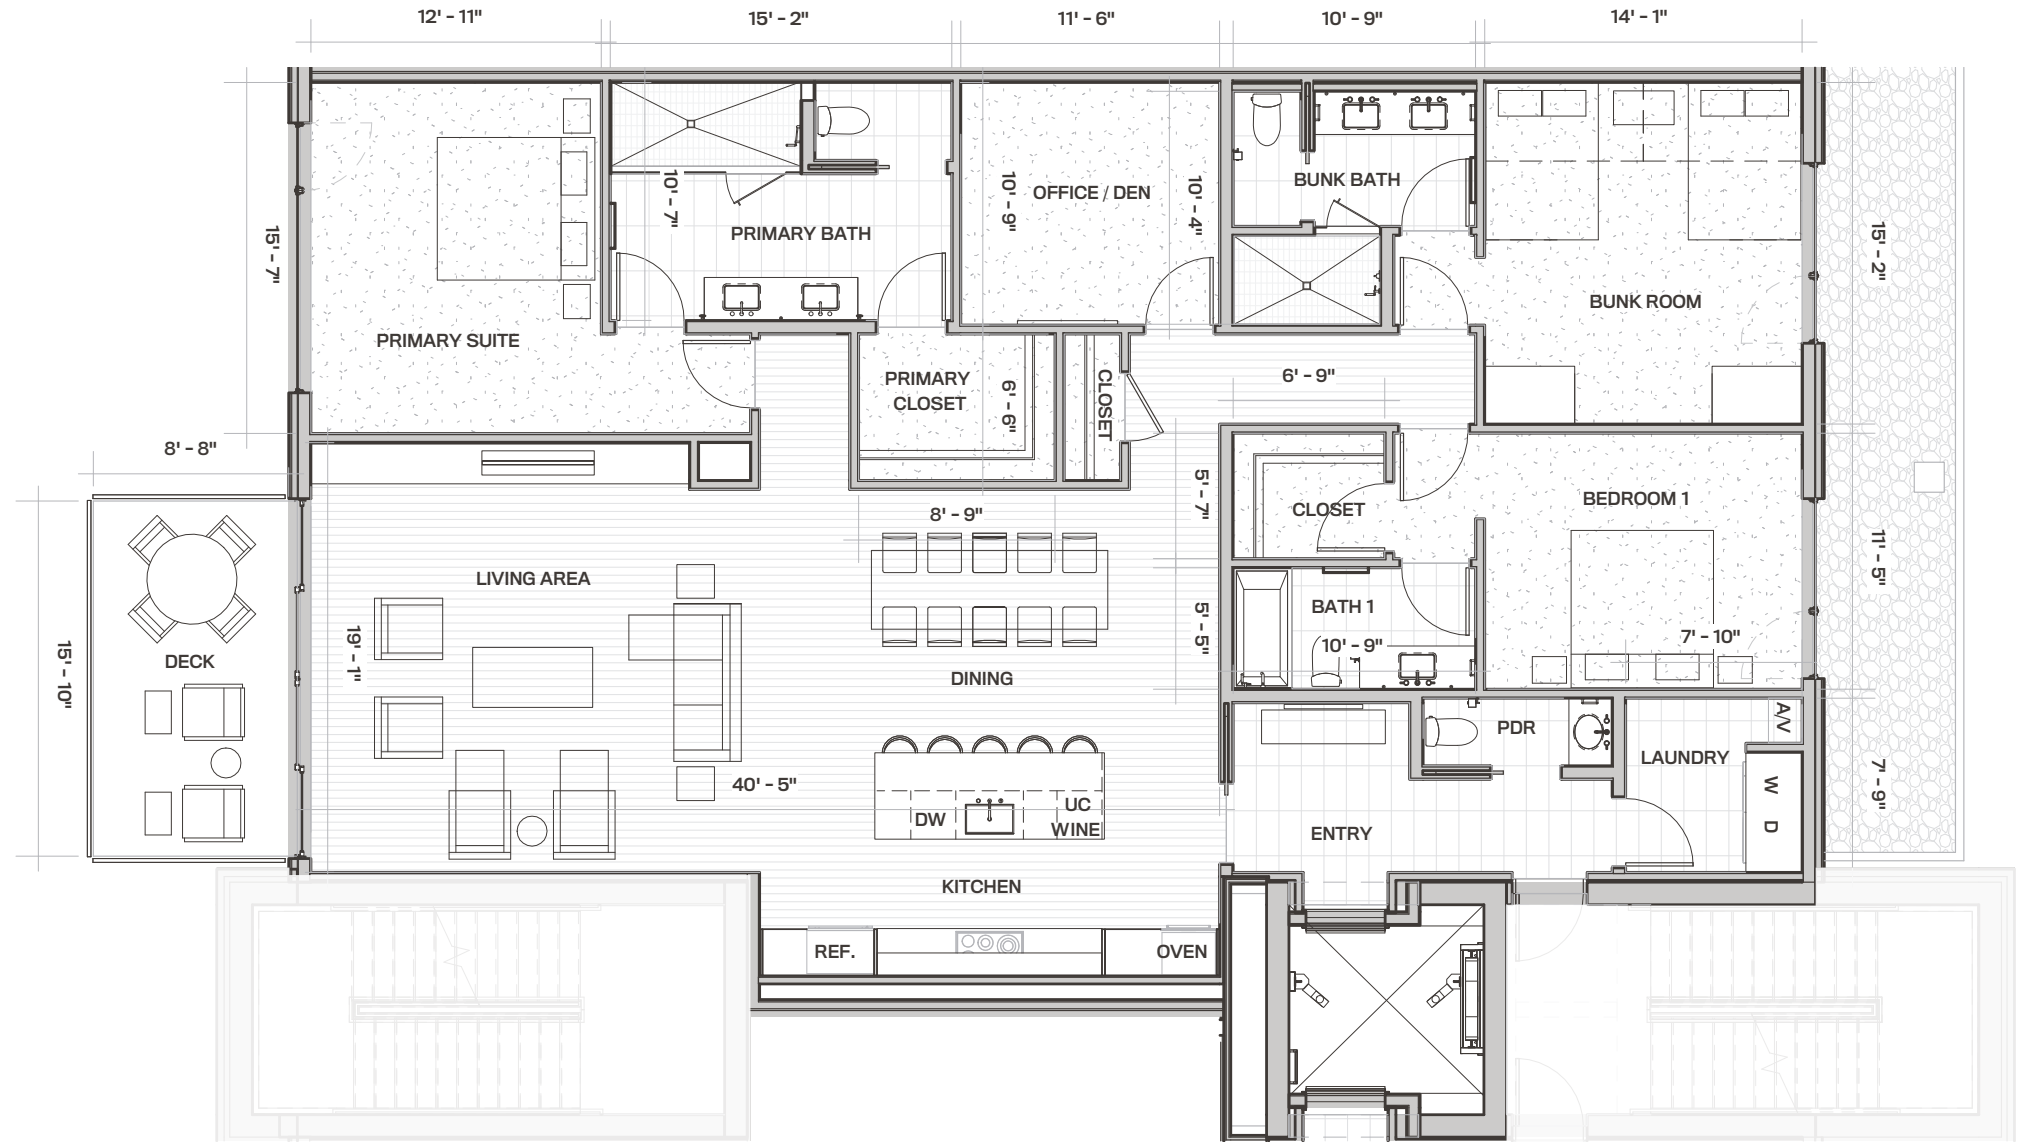 12' - 11"
15' - 2"
11' - 6"
10' - 9"
14' - 1"
15' - 7"
10' - 7"
10' - 9"
10' - 4"
15' - 2"
OFFICE / DEN
BUNK BATH
PRIMARY BATH
BUNK ROOM
PRIMARY SUITE
PRIMARY
CLOSET
6' - 6"
CLOSET
6' - 9"
8' - 8"
5' - 7"
CLOSET
BEDROOM 1
8' - 9"
11' - 5"
LIVING AREA
BATH 1
5' - 5"
10' - 9"
7' - 10"
19' - 1"
15' - 10"
DECK
DINING
PDR
A/V
LAUNDRY
40' - 5"
7' - 9"
W
D
DW
UC
WINE
ENTRY
KITCHEN
REF.
OVEN